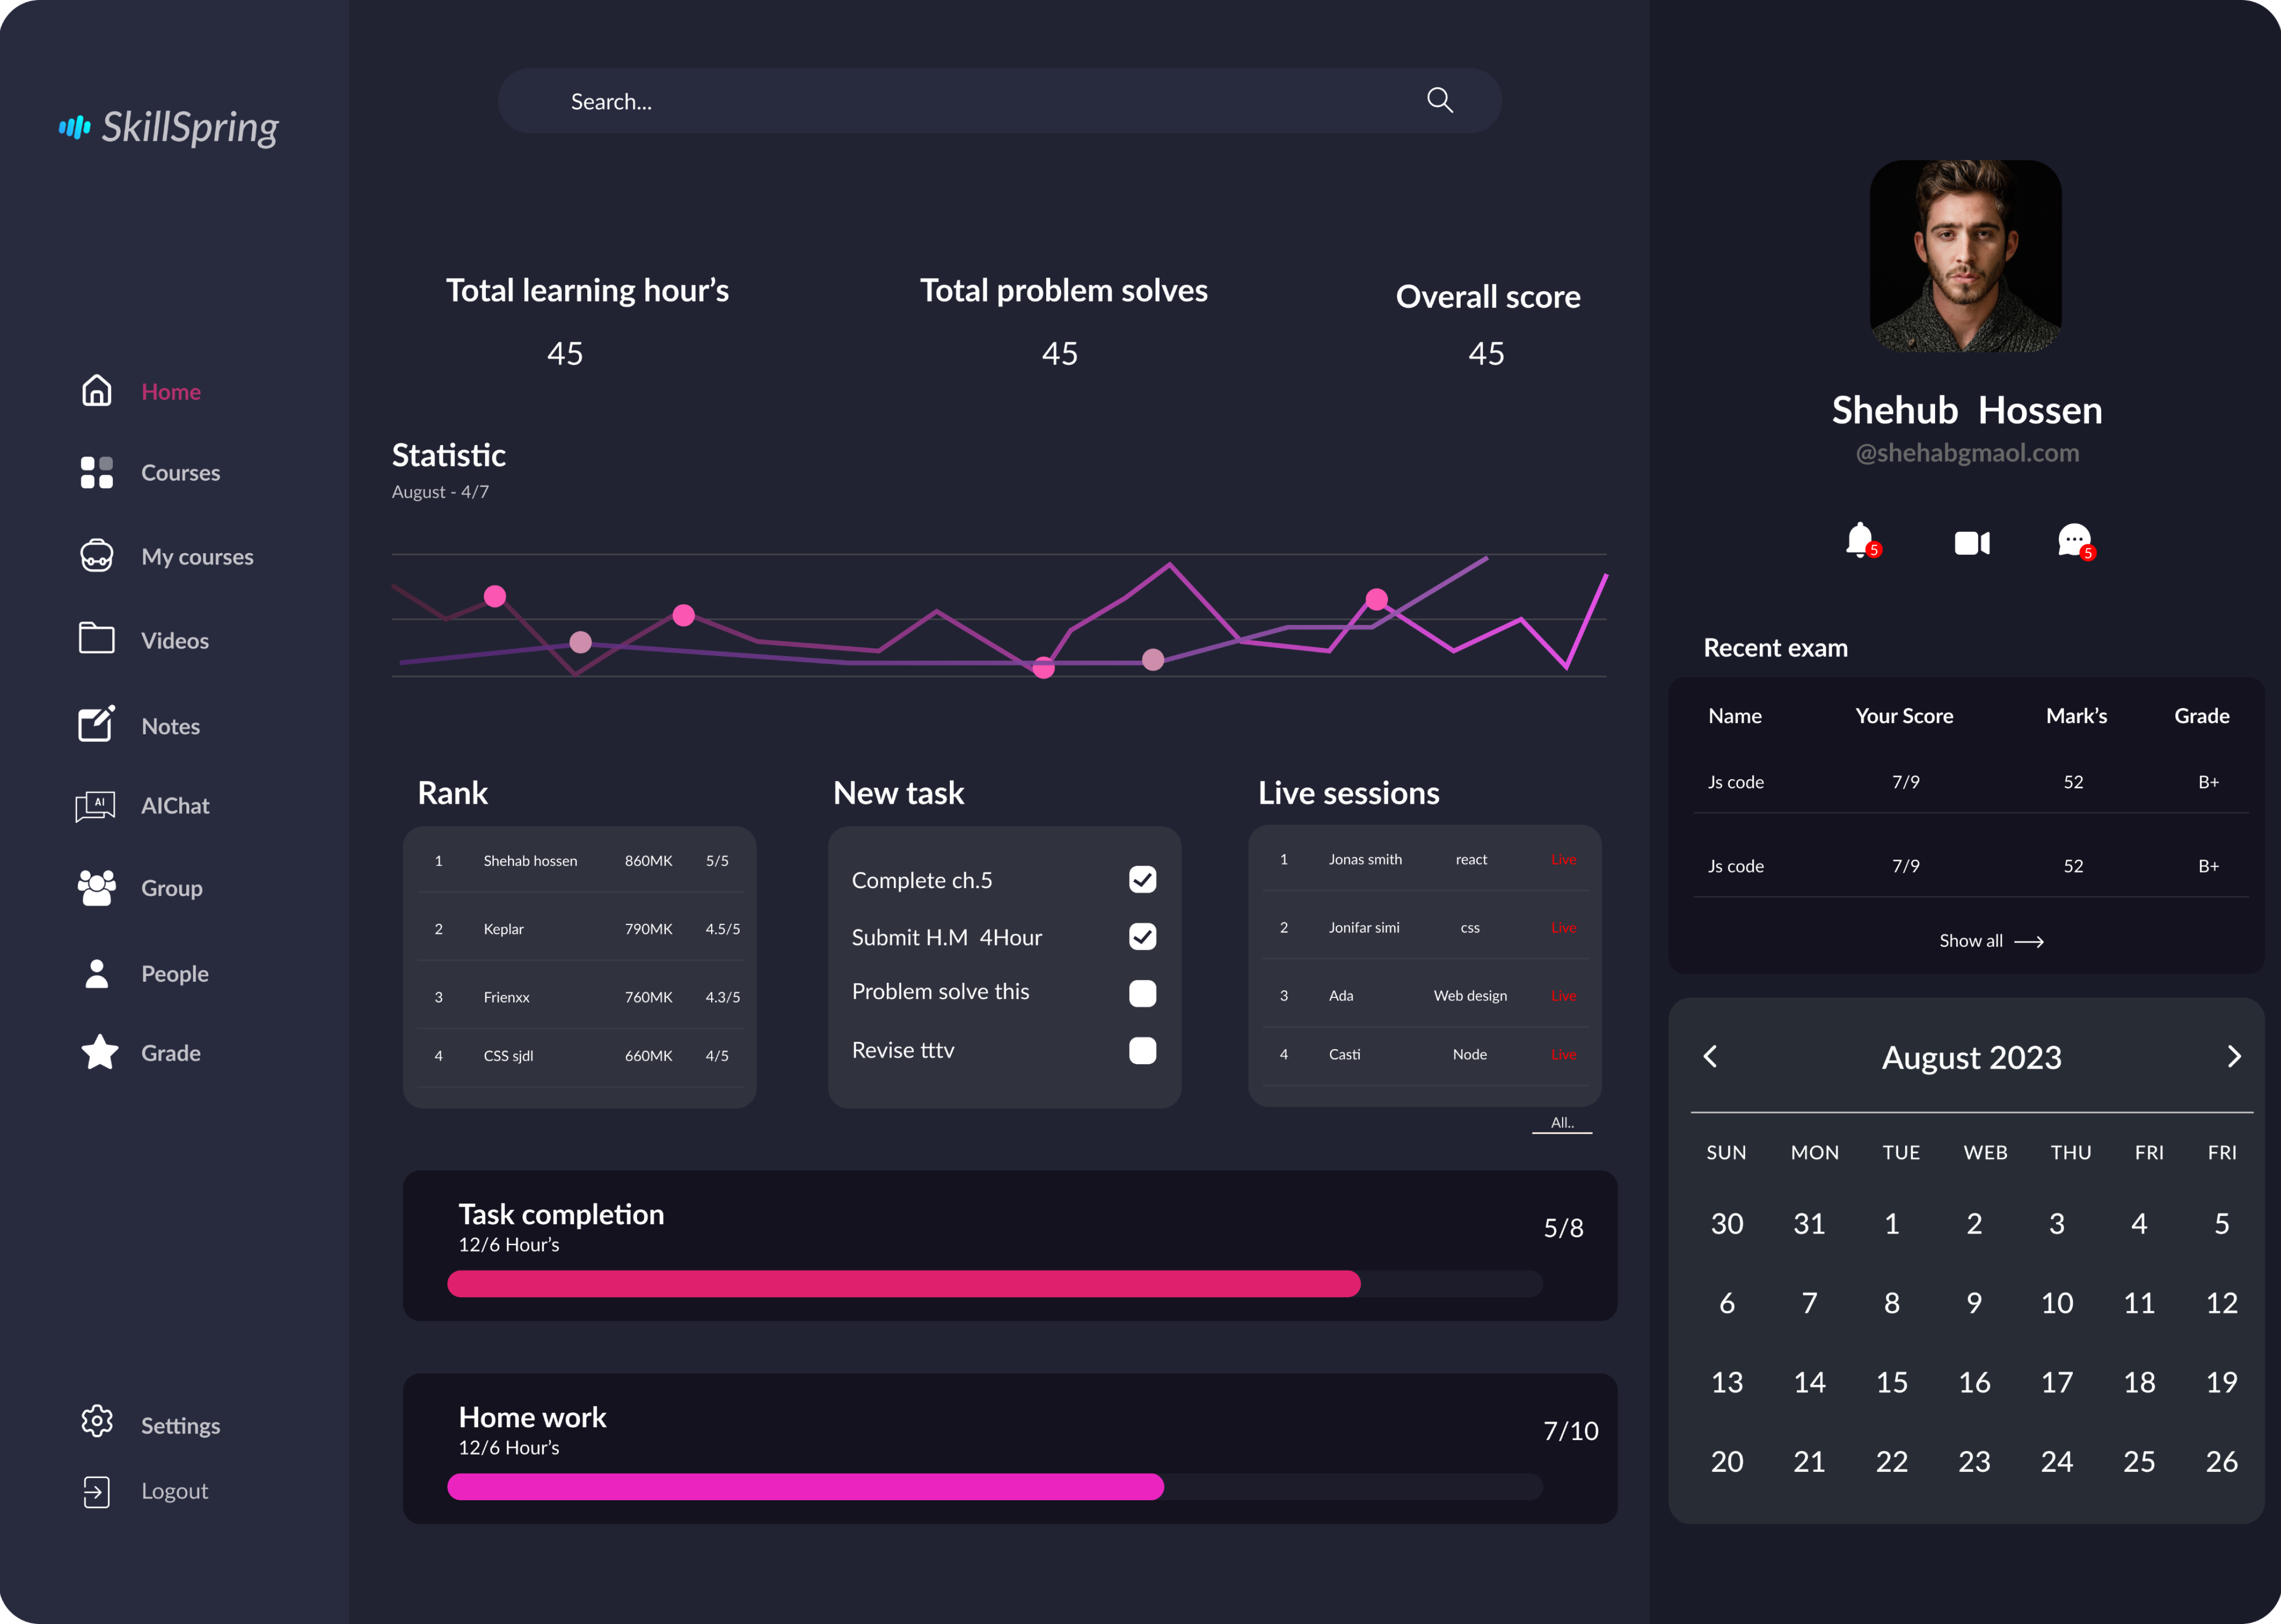 SkillSpring
Home
Courses
My courses
Videos
Notes
AI
AIChat
Group
People
Grade
Settings
Logout
Search...
Total learning hour’s
45
Total problem solves
45
Overall score
45
Statistic
August - 4/7
Rank
1 Shehab hossen 860MK 5/5
2 Keplar 790MK 4.5/5
3 Frienxx 760MK 4.3/5
4 CSS sjdl 660MK 4/5
New task
Complete ch.5
Submit H.M 4Hour
Problem solve this
Revise tttv
Live sessions
1 Jonas smith react Live
2 Jonifar simi css Live
3 Ada Web design Live
4 Casti Node Live
All..
Task completion
12/6 Hour’s
5/8
Home work
12/6 Hour’s
7/10
Shehub Hossen
@shehabgmaol.com
5
5
Recent exam
Name Your Score Mark’s Grade
Js code 7/9 52 B+
Js code 7/9 52 B+
Show all
August 2023
SUN MON TUE WEB THU FRI FRI
30 31 1 2 3 4 5
6 7 8 9 10 11 12
13 14 15 16 17 18 19
20 21 22 23 24 25 26